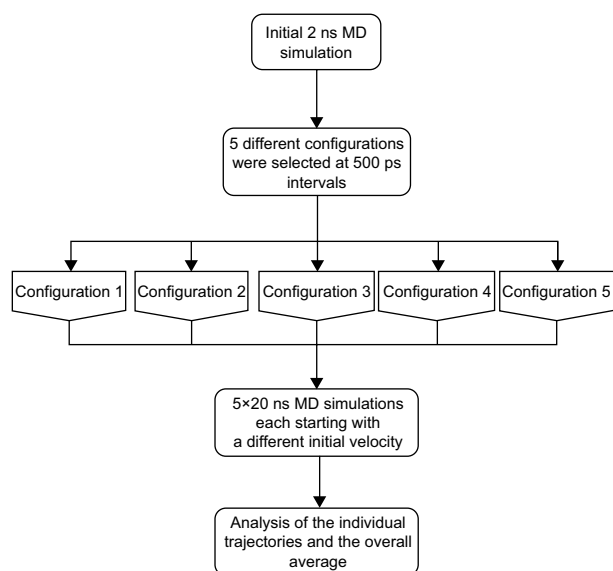 Initial 2 ns MD
simulation
5 different configurations
were selected at 500 ps
intervals
Configuration 1
Configuration 2
Configuration 3
Configuration 4
Configuration 5
5×20 ns MD simulations
each starting with
a different initial velocity
Analysis of the individual
trajectories and the overall
average